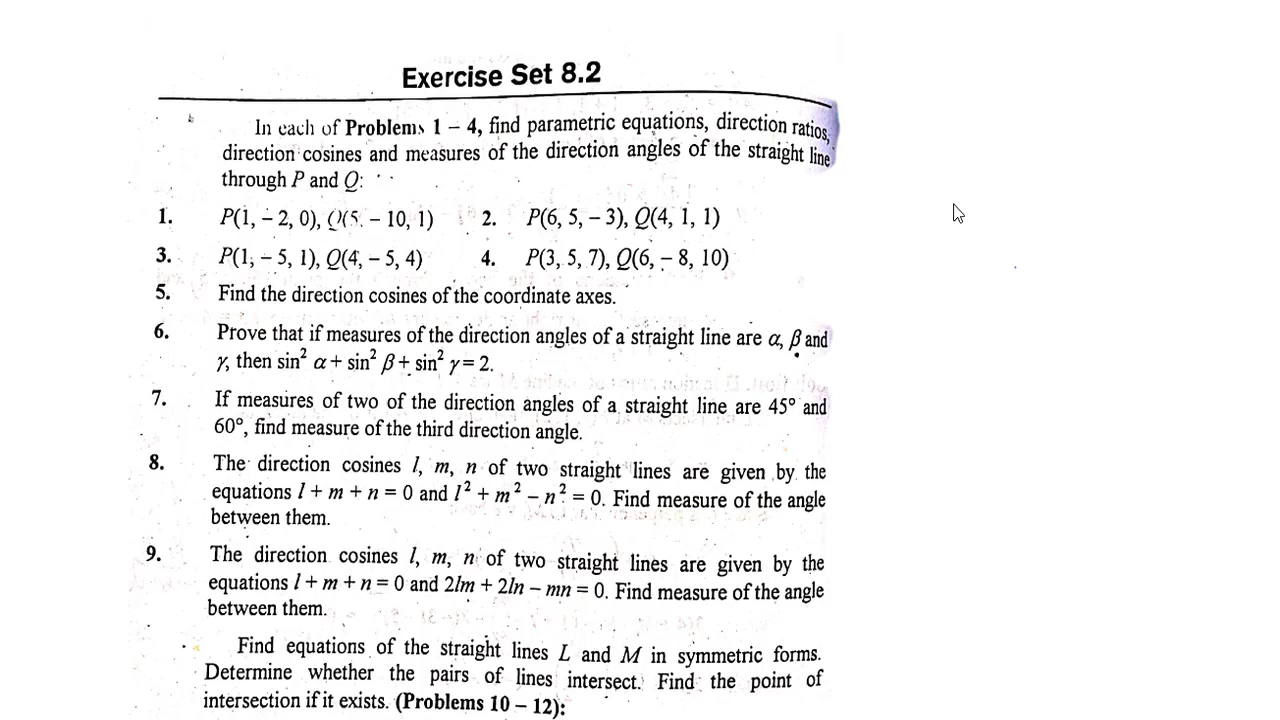 Exercise Set 8.2
In each of Problems 1 – 4, find parametric equations, direction ratios,
direction cosines and measures of the direction angles of the straight line
through P and Q:
1. P(1, – 2, 0), Q(5, – 10, 1) 2. P(6, 5, – 3), Q(4, 1, 1)
3. P(1, – 5, 1), Q(4, – 5, 4) 4. P(3, 5, 7), Q(6, – 8, 10)
5. Find the direction cosines of the coordinate axes.
6. Prove that if measures of the direction angles of a straight line are α, β and
γ, then sin² α + sin² β + sin² γ = 2.
7. If measures of two of the direction angles of a straight line are 45° and
60°, find measure of the third direction angle.
8. The direction cosines l, m, n of two straight lines are given by the
equations l + m + n = 0 and l² + m² – n² = 0. Find measure of the angle
between them.
9. The direction cosines l, m, n of two straight lines are given by the
equations l + m + n = 0 and 2lm + 2ln – mn = 0. Find measure of the angle
between them.
Find equations of the straight lines L and M in symmetric forms.
Determine whether the pairs of lines intersect. Find the point of
intersection if it exists. (Problems 10 – 12):